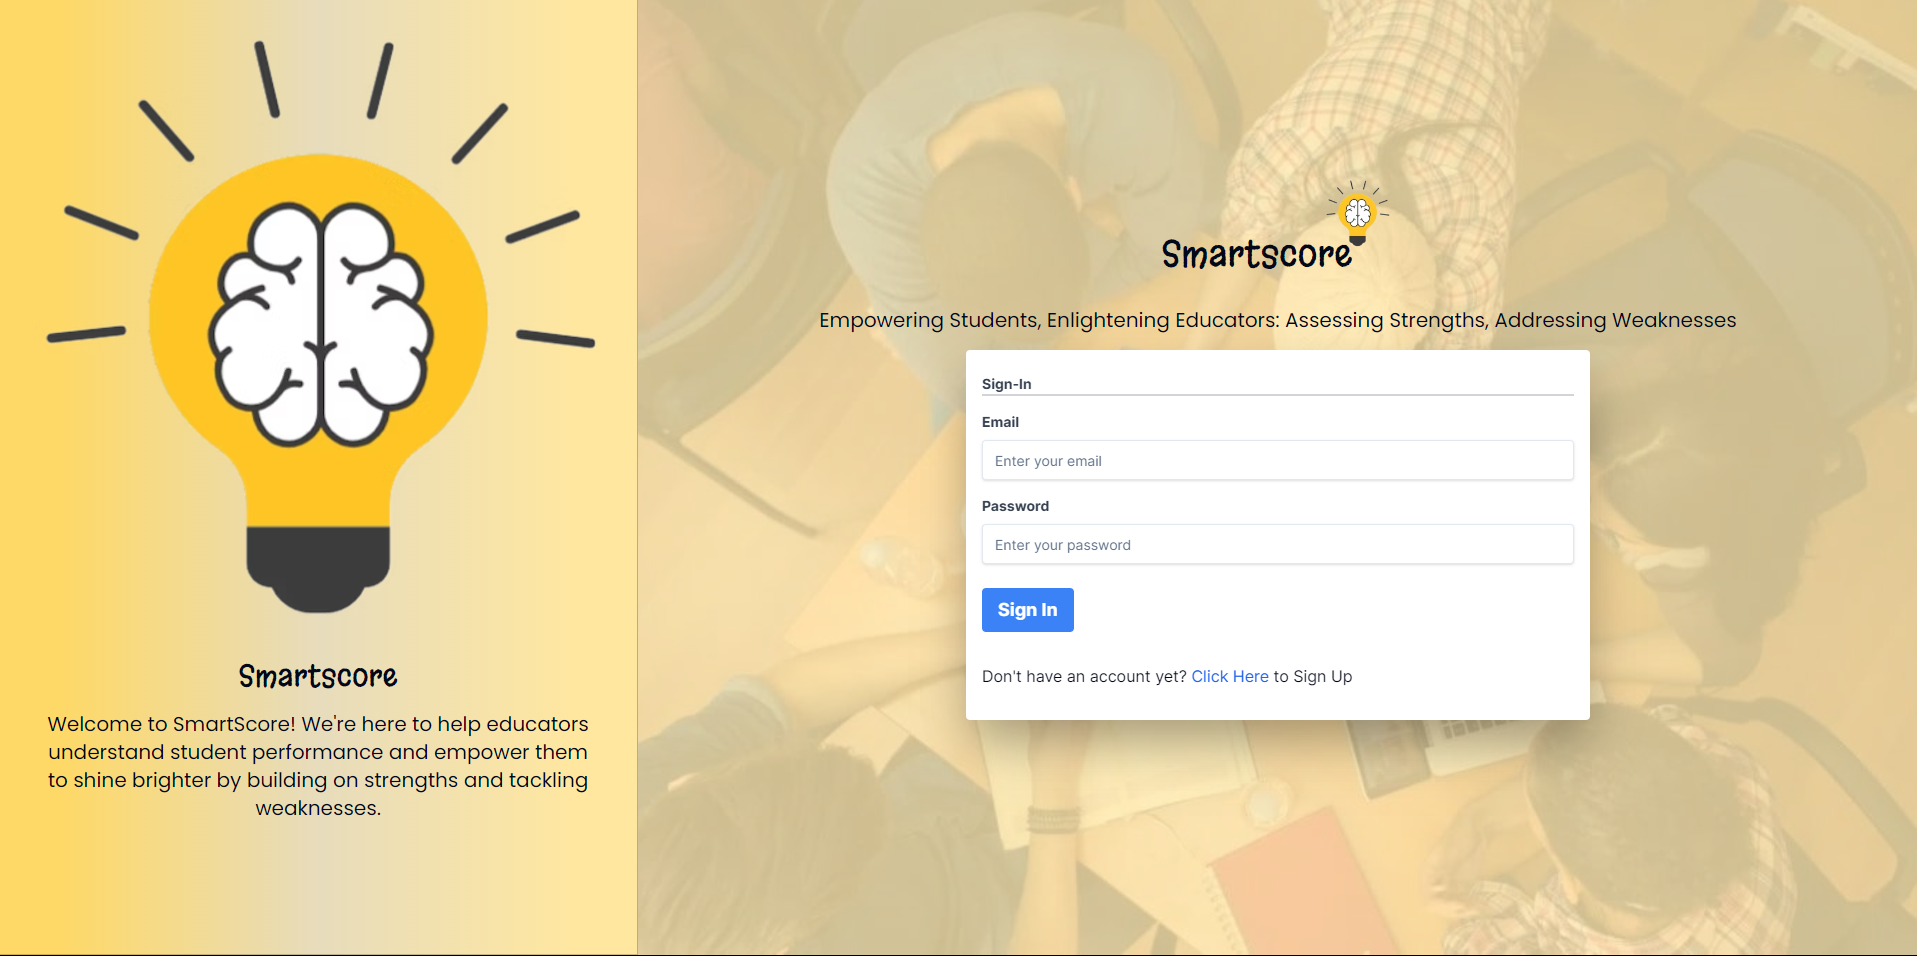 Smartscore
Welcome to SmartScore! We're here to help educators
understand student performance and empower them
to shine brighter by building on strengths and tackling
weaknesses.
Smartscore
Empowering Students, Enlightening Educators: Assessing Strengths, Addressing Weaknesses
Sign-In
Email
Enter your email
Password
Enter your password
Sign In
Don't have an account yet? Click Here to Sign Up